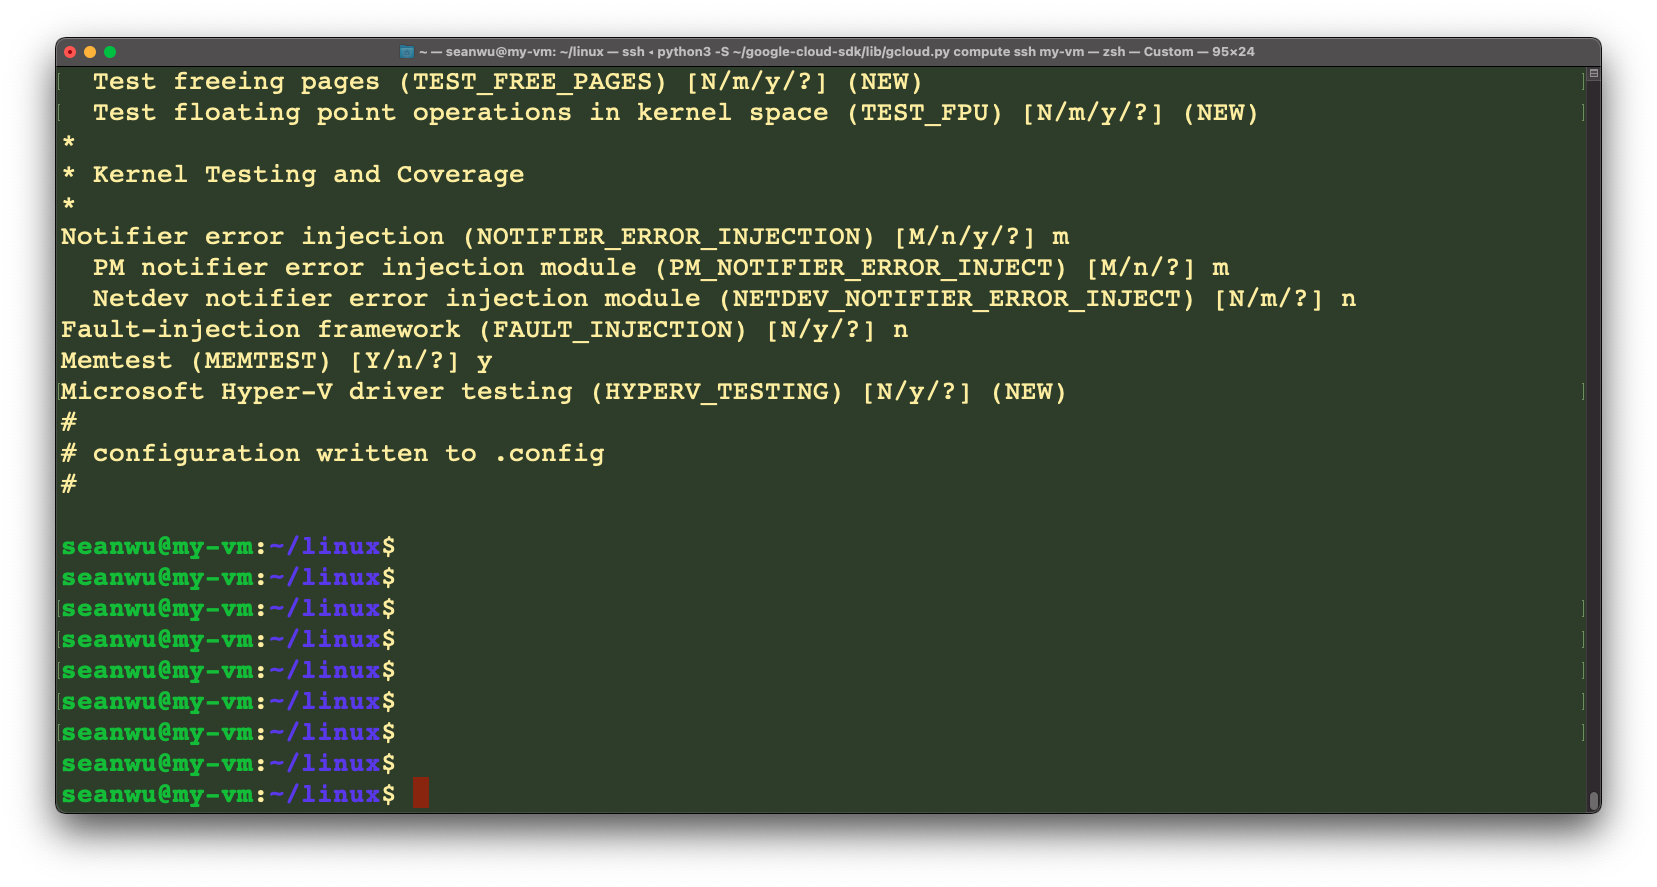 ~ — seanwu@my-vm: ~/linux — ssh ◂ python3 -S ~/google-cloud-sdk/lib/gcloud.py compute ssh my-vm — zsh — Custom — 95×24
Test freeing pages (TEST_FREE_PAGES) [N/m/y/?] (NEW)
Test floating point operations in kernel space (TEST_FPU) [N/m/y/?] (NEW)
*
* Kernel Testing and Coverage
*
Notifier error injection (NOTIFIER_ERROR_INJECTION) [M/n/y/?] m
PM notifier error injection module (PM_NOTIFIER_ERROR_INJECT) [M/n/?] m
Netdev notifier error injection module (NETDEV_NOTIFIER_ERROR_INJECT) [N/m/?] n
Fault-injection framework (FAULT_INJECTION) [N/y/?] n
Memtest (MEMTEST) [Y/n/?] y
Microsoft Hyper-V driver testing (HYPERV_TESTING) [N/y/?] (NEW)
#
# configuration written to .config
#
seanwu@my-vm:~/linux$
seanwu@my-vm:~/linux$
seanwu@my-vm:~/linux$
seanwu@my-vm:~/linux$
seanwu@my-vm:~/linux$
seanwu@my-vm:~/linux$
seanwu@my-vm:~/linux$
seanwu@my-vm:~/linux$
seanwu@my-vm:~/linux$